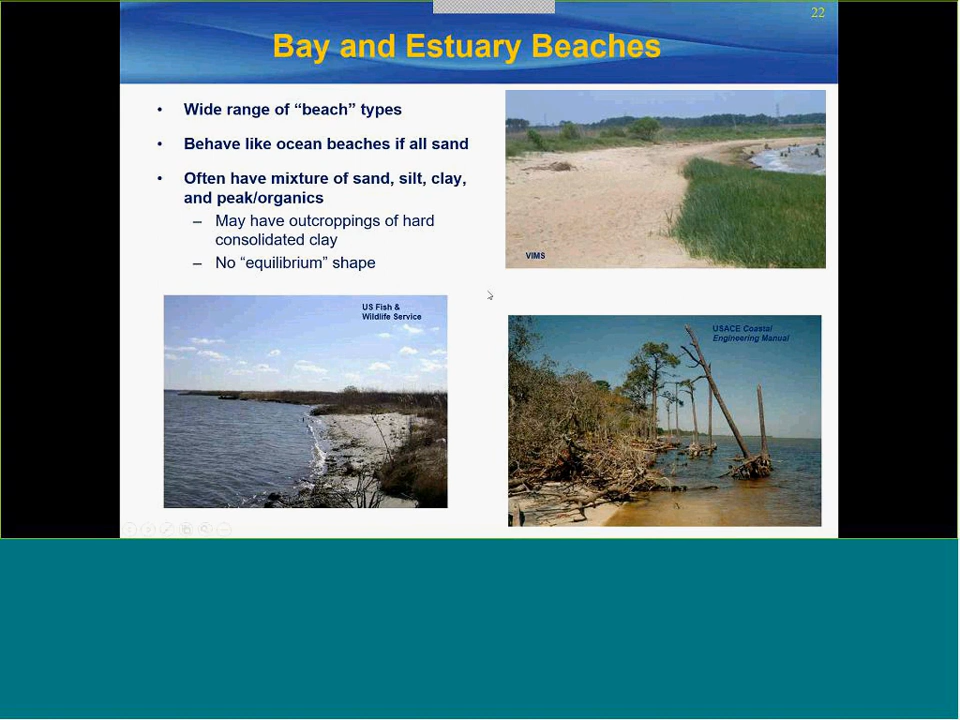 22
Bay and Estuary Beaches
• Wide range of “beach” types
• Behave like ocean beaches if all sand
• Often have mixture of sand, silt, clay,
and peak/organics
– May have outcroppings of hard
consolidated clay
– No “equilibrium” shape
VIMS
US Fish &
Wildlife Service
USACE Coastal
Engineering Manual